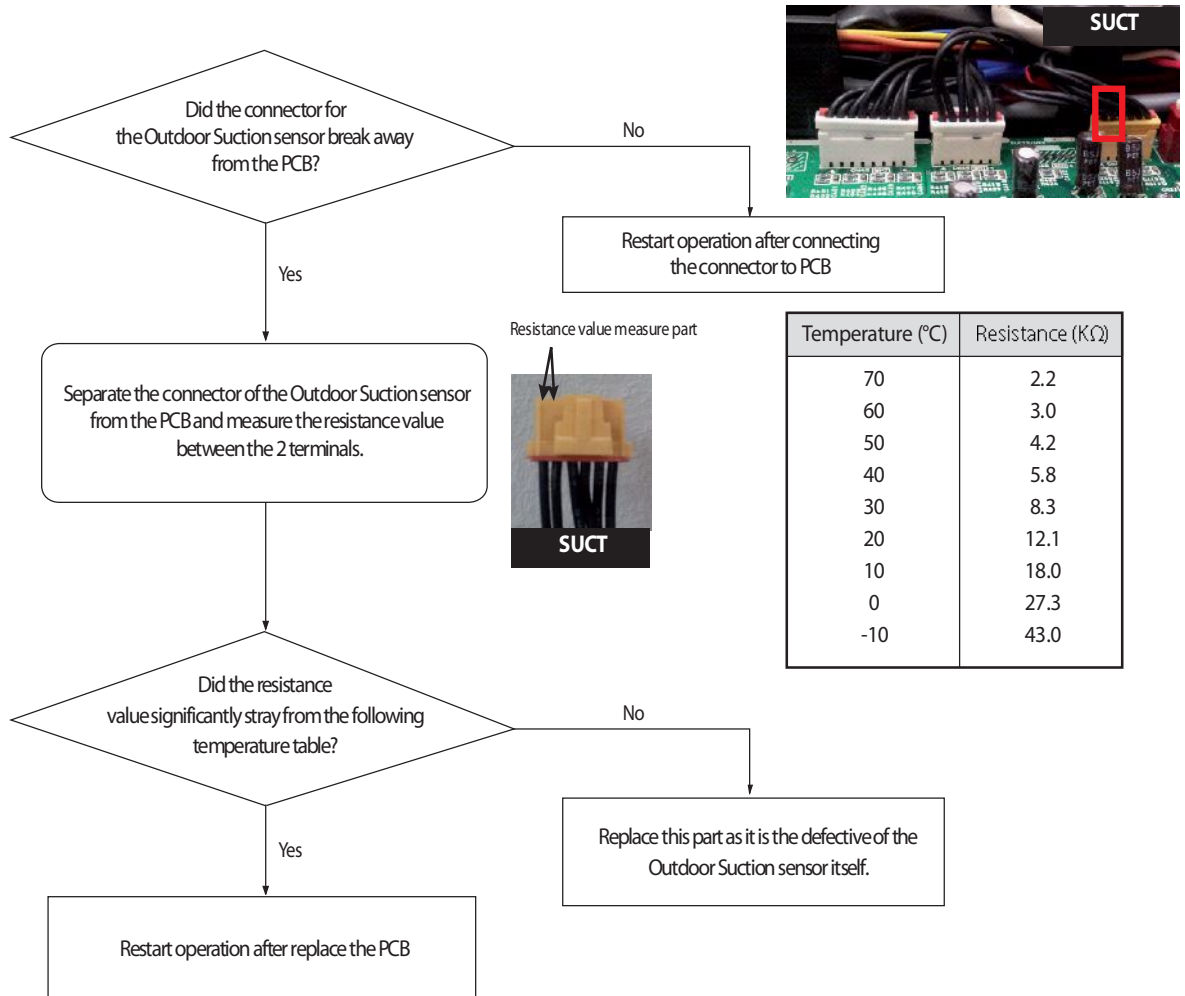 SUCT
Did the connector for
the Outdoor Suction sensor break away
from the PCB?
No
Restart operation after connecting
the connector to PCB
Yes
Resistance value measure part
Separate the connector of the Outdoor Suction sensor
from the PCB and measure the resistance value
between the 2 terminals.
SUCT
Temperature (°C) Resistance (KΩ)
70 2.2
60 3.0
50 4.2
40 5.8
30 8.3
20 12.1
10 18.0
0 27.3
-10 43.0
Did the resistance
value significantly stray from the following
temperature table?
No
Replace this part as it is the defective of the
Outdoor Suction sensor itself.
Yes
Restart operation after replace the PCB